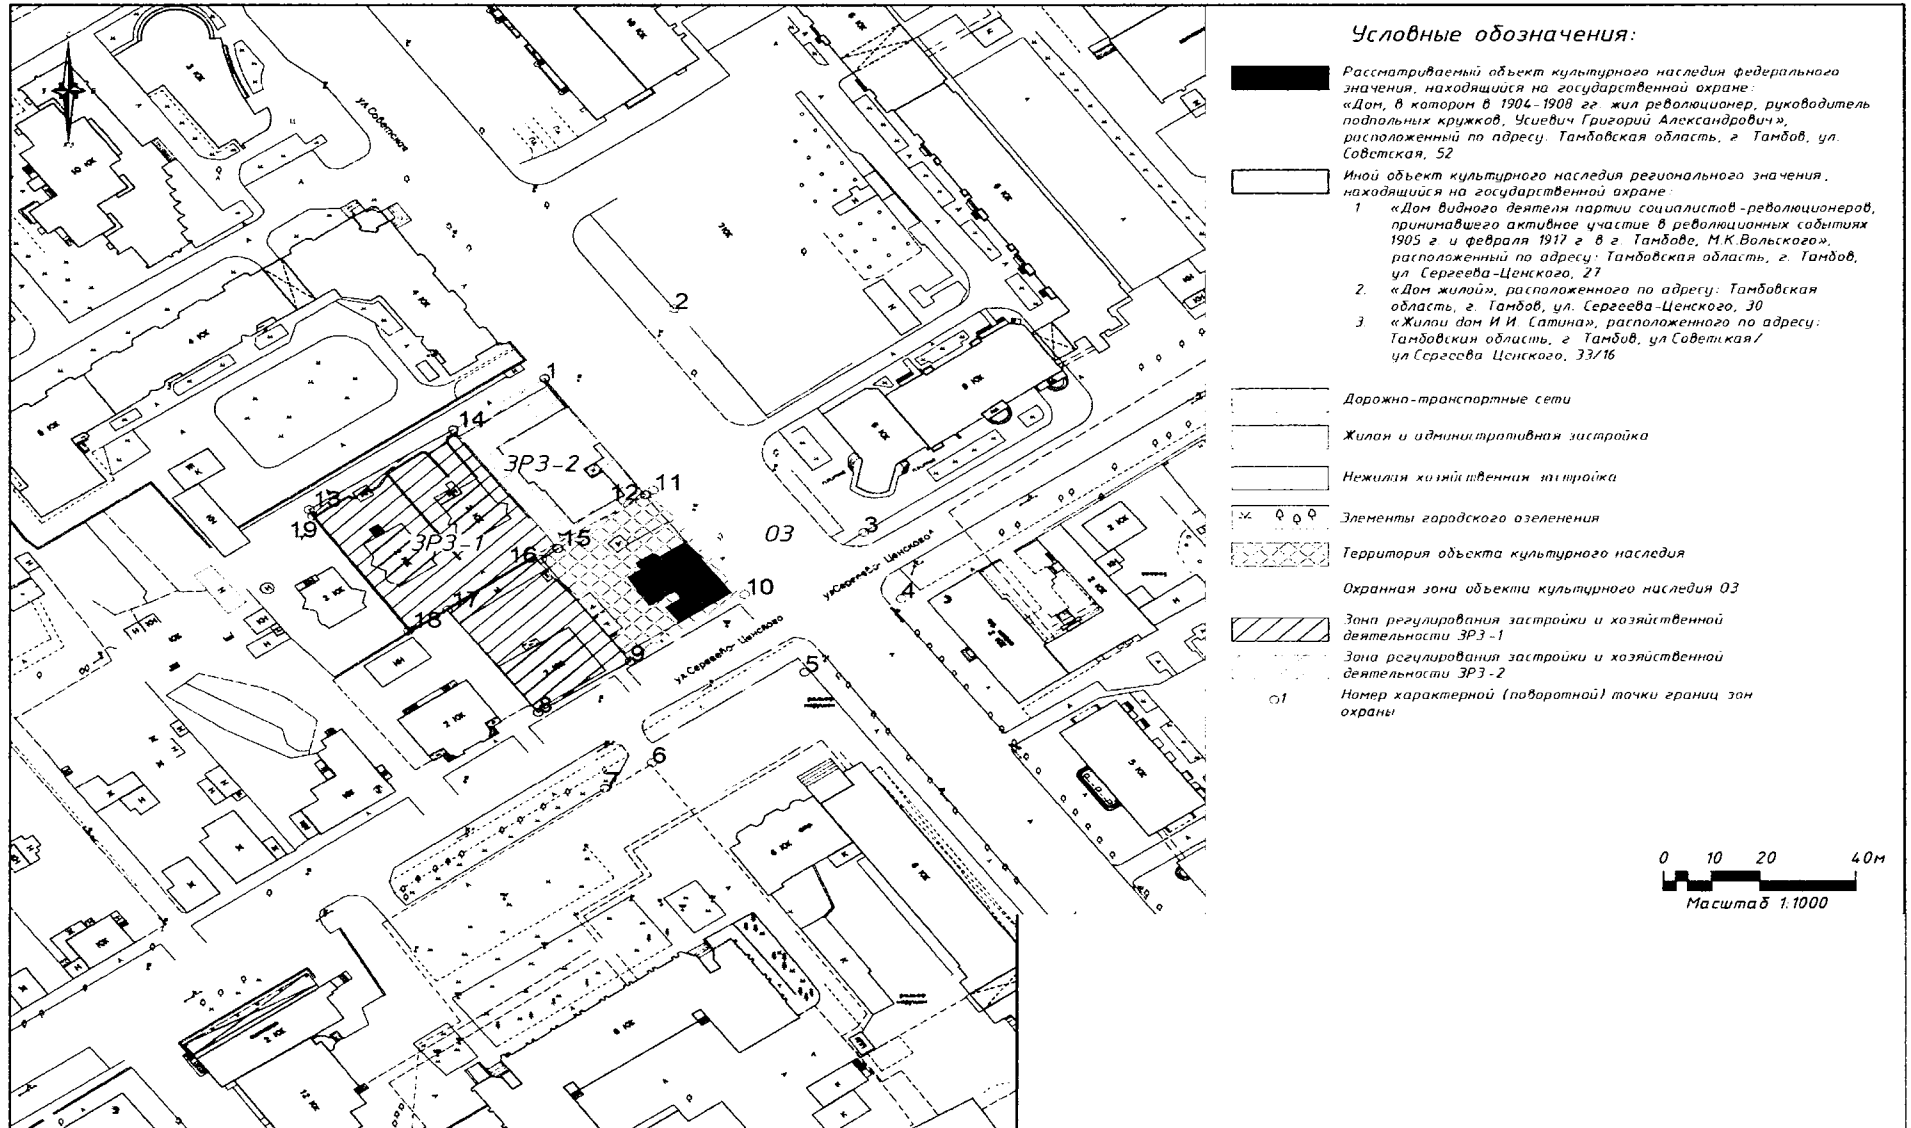 Условные обозначения:
Рассматриваемый объект культурного наследия федерального
значения, находящийся на государственной охране:
«Дом, в котором в 1904-1908 гг. жил революционер, руководитель
подпольных кружков, Усиевич Григорий Александрович»,
расположенный по адресу: Тамбовская область, г. Тамбов, ул.
Советская, 52
Иной объект культурного наследия регионального значения,
находящийся на государственной охране:
1 «Дом видного деятеля партии социалистов-революционеров,
принимавшего активное участие в революционных событиях
1905 г. и февраля 1917 г. в г. Тамбове, М.К.Вольского»,
расположенный по адресу: Тамбовская область, г. Тамбов,
ул Сергеева-Ценского, 27
2. «Дом жилой», расположенного по адресу: Тамбовская
область, г. Тамбов, ул. Сергеева-Ценского, 30
3 «Жилой дом И.И. Сатина», расположенного по адресу:
Тамбовская область, г. Тамбов, ул Советская/
ул Сергеева Ценского, 33/16
Дорожно-транспортные сети
Жилая и административная застройка
Нежилая хозяйственная застройка
Элементы городского озеленения
Территория объекта культурного наследия
Охранная зона объекта культурного наследия ОЗ
Зона регулирования застройки и хозяйственной
деятельности ЗРЗ-1
Зона регулирования застройки и хозяйственной
деятельности ЗРЗ-2
1 Номер характерной (поворотной) точки границ зон
охраны
0 10 20 40м
Масштаб 1:1000
ул Советская
2
1
14
ЗРЗ-2
12 11
13
19
ОЗ
3
ЗРЗ-1
15
16
ул Сергеева-Ценского
10
4
17
18
9
ул Сергеева-Ценского
5
8
6
7